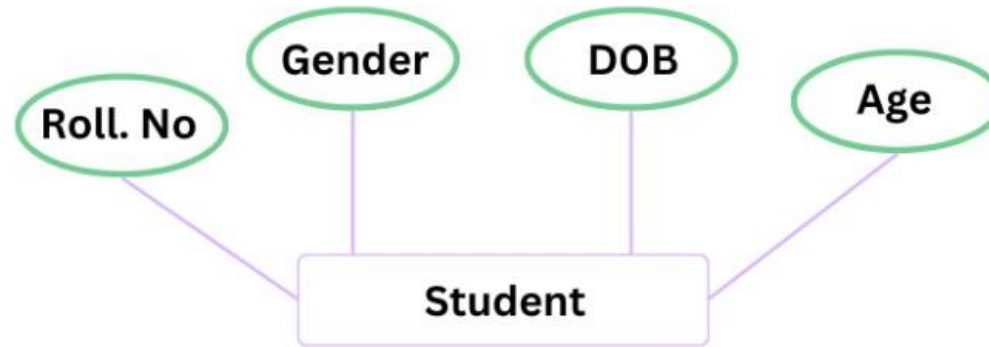 Gender
DOB
Age
Roll. No
Student